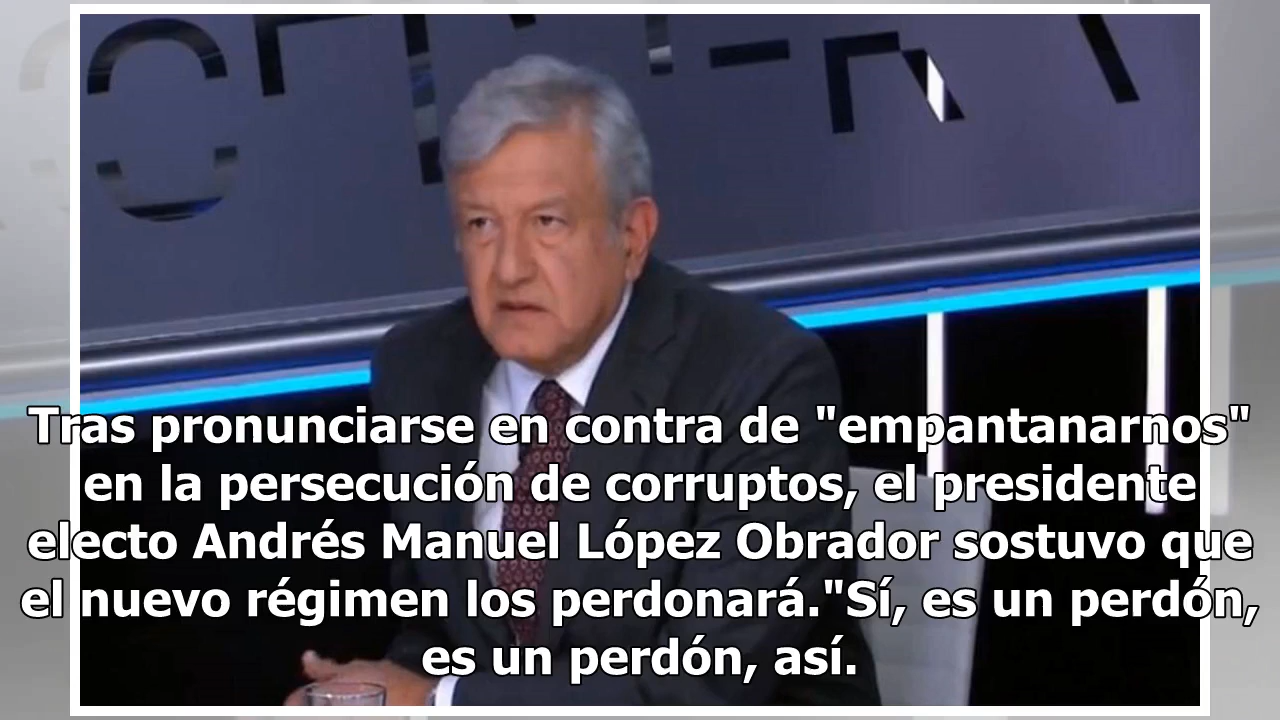 Tras pronunciarse en contra de "empantanarnos"
en la persecución de corruptos, el presidente
electo Andrés Manuel López Obrador sostuvo que
el nuevo régimen los perdonará."Sí, es un perdón,
es un perdón, así.